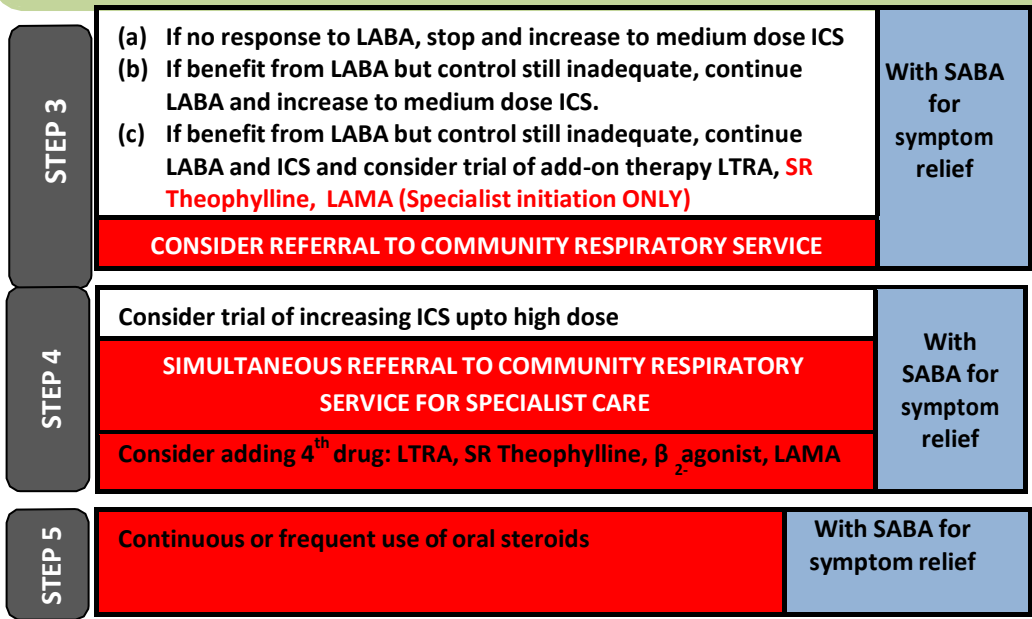 STEP 3
(a) If no response to LABA, stop and increase to medium dose ICS
(b) If benefit from LABA but control still inadequate, continue
LABA and increase to medium dose ICS.
(c) If benefit from LABA but control still inadequate, continue
LABA and ICS and consider trial of add-on therapy LTRA, SR
Theophylline, LAMA (Specialist initiation ONLY)
CONSIDER REFERRAL TO COMMUNITY RESPIRATORY SERVICE
With SABA
for
symptom
relief
STEP 4
Consider trial of increasing ICS upto high dose
SIMULTANEOUS REFERRAL TO COMMUNITY RESPIRATORY
SERVICE FOR SPECIALIST CARE
Consider adding 4th drug: LTRA, SR Theophylline, β2-agonist, LAMA
With
SABA for
symptom
relief
STEP 5
Continuous or frequent use of oral steroids
With SABA for
symptom relief